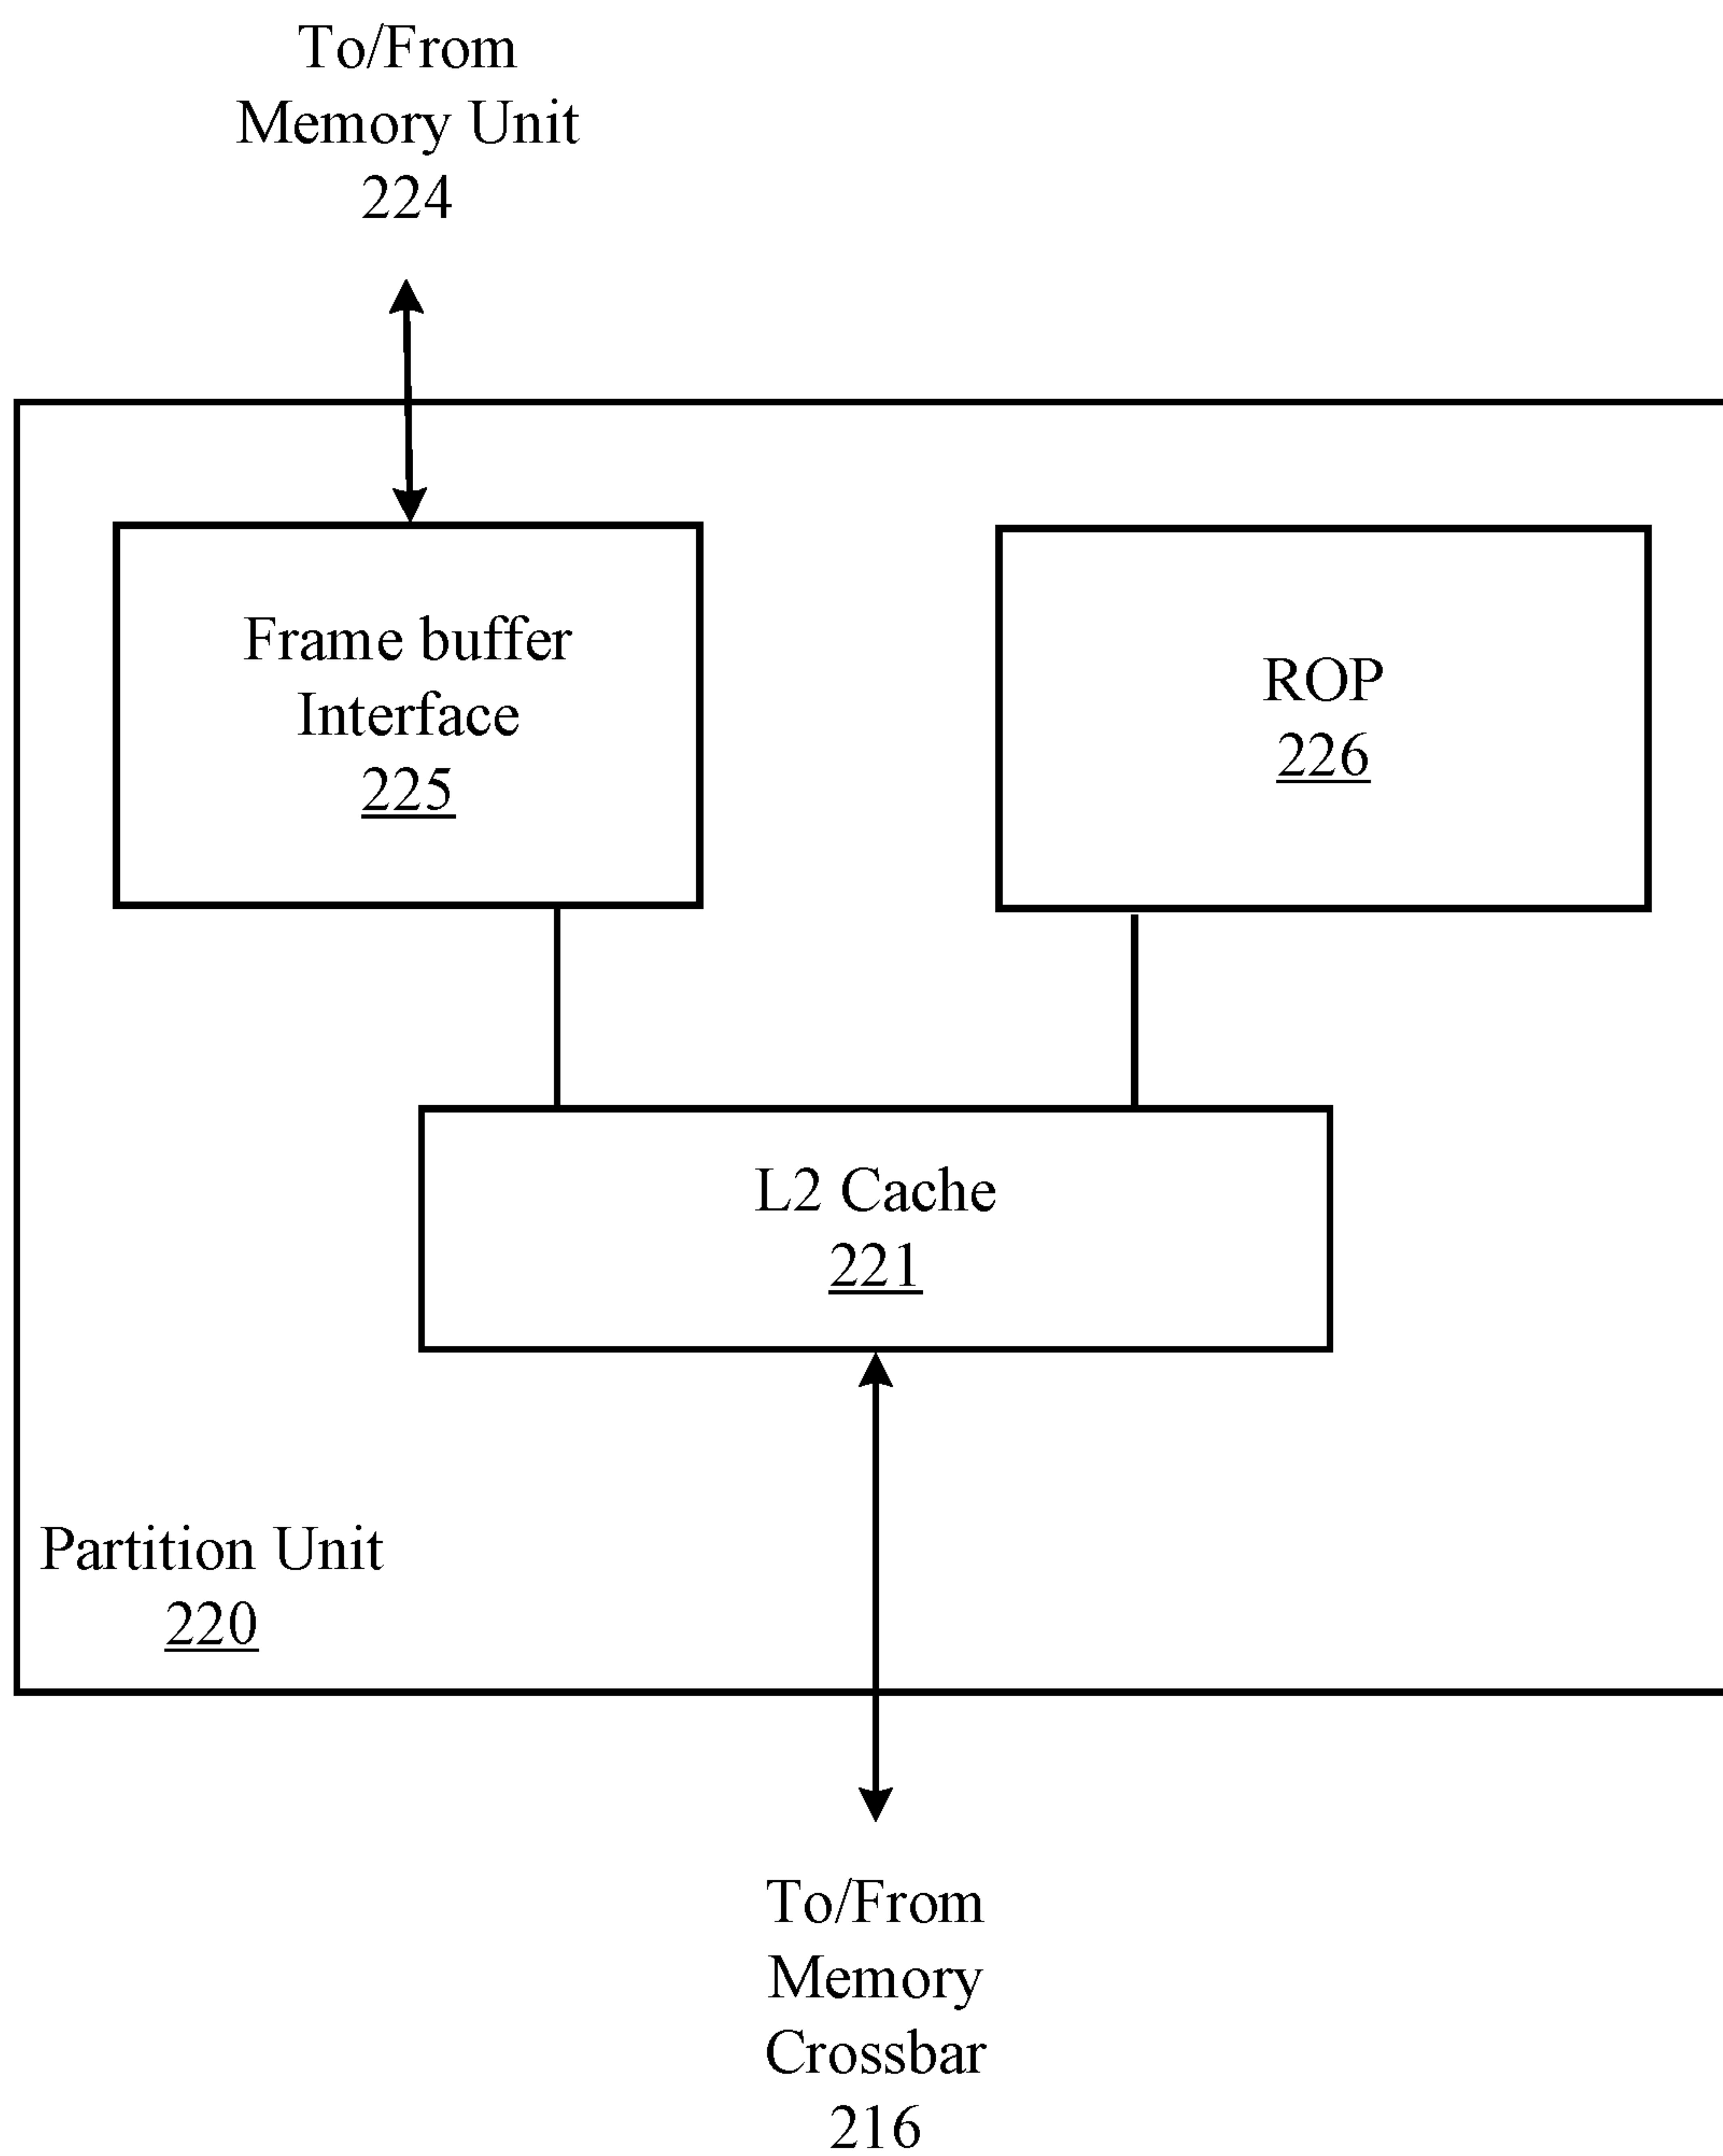 To/From
Memory Unit
224
Frame buffer
Interface
225
ROP
226
L2 Cache
221
Partition Unit
220
To/From
Memory
Crossbar
216